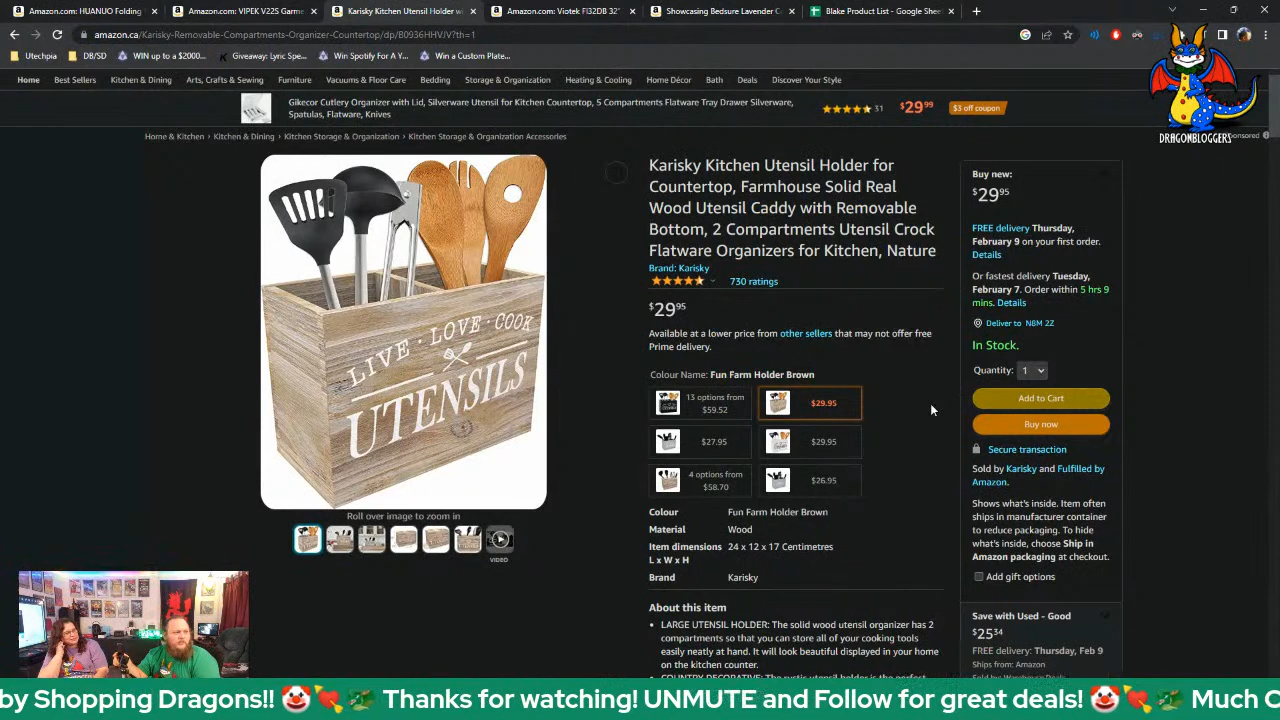 Amazon.com: HUANUO Folding
Amazon.com: VIPEK V22S Garme
Karisky Kitchen Utensil Holder w
Amazon.com: Viotek FI32DB 32"
Showcasing Bedsure Lavender C
Blake Product List - Google Shee
amazon.ca/Karisky-Removable-Compartments-Organizer-Countertop/dp/B0936HHVJV?th=1
Utechpia
DB/SD
WIN up to a $2000...
Giveaway: Lyric Spe...
Win Spotify For A Y...
Win a Custom Plate...
Home Best Sellers Kitchen & Dining Arts, Crafts & Sewing Furniture Vacuums & Floor Care Bedding Storage & Organization Heating & Cooling Home Décor Bath Deals Discover Your Style
Gikecor Cutlery Organizer with Lid, Silverware Utensil for Kitchen Countertop, 5 Compartments Flatware Tray Drawer Silverware,
Spatulas, Flatware, Knives
31
$29.99
$3 off coupon
DRAGONBLOGGERS
Home & Kitchen › Kitchen & Dining › Kitchen Storage & Organization › Kitchen Storage & Organization Accessories
LIVE · LOVE · COOK
UTENSILS
Roll over image to zoom in
VIDEO
Karisky Kitchen Utensil Holder for
Countertop, Farmhouse Solid Real
Wood Utensil Caddy with Removable
Bottom, 2 Compartments Utensil Crock
Flatware Organizers for Kitchen, Nature
Brand: Karisky
730 ratings
$29.95
Available at a lower price from other sellers that may not offer free
Prime delivery.
Colour Name: Fun Farm Holder Brown
13 options from
$59.52
$29.95
$27.95
$29.95
4 options from
$58.70
$26.95
Colour Fun Farm Holder Brown
Material Wood
Item dimensions 24 x 12 x 17 Centimetres
L x W x H
Brand Karisky
About this item
• LARGE UTENSIL HOLDER: The solid wood utensil organizer has 2
compartments so that you can store all of your cooking tools
easily neatly at hand. It will look beautiful displayed in your home
on the kitchen counter.
Buy new:
$29.95
FREE delivery Thursday,
February 9 on your first order.
Details
Or fastest delivery Tuesday,
February 7. Order within 5 hrs 9
mins. Details
Deliver to N8M 2Z
In Stock.
Quantity: 1
Add to Cart
Buy now
Secure transaction
Sold by Karisky and Fulfilled by
Amazon.
Shows what's inside. Item often
ships in manufacturer container
to reduce packaging. To hide
what's inside, choose Ship in
Amazon packaging at checkout.
Add gift options
Save with Used - Good
$25.34
FREE delivery: Thursday, Feb 9
Ships from: Amazon
by Shopping Dragons!! 🤡💘🐲 Thanks for watching! UNMUTE and Follow for great deals! 🤡💘🐲 Much